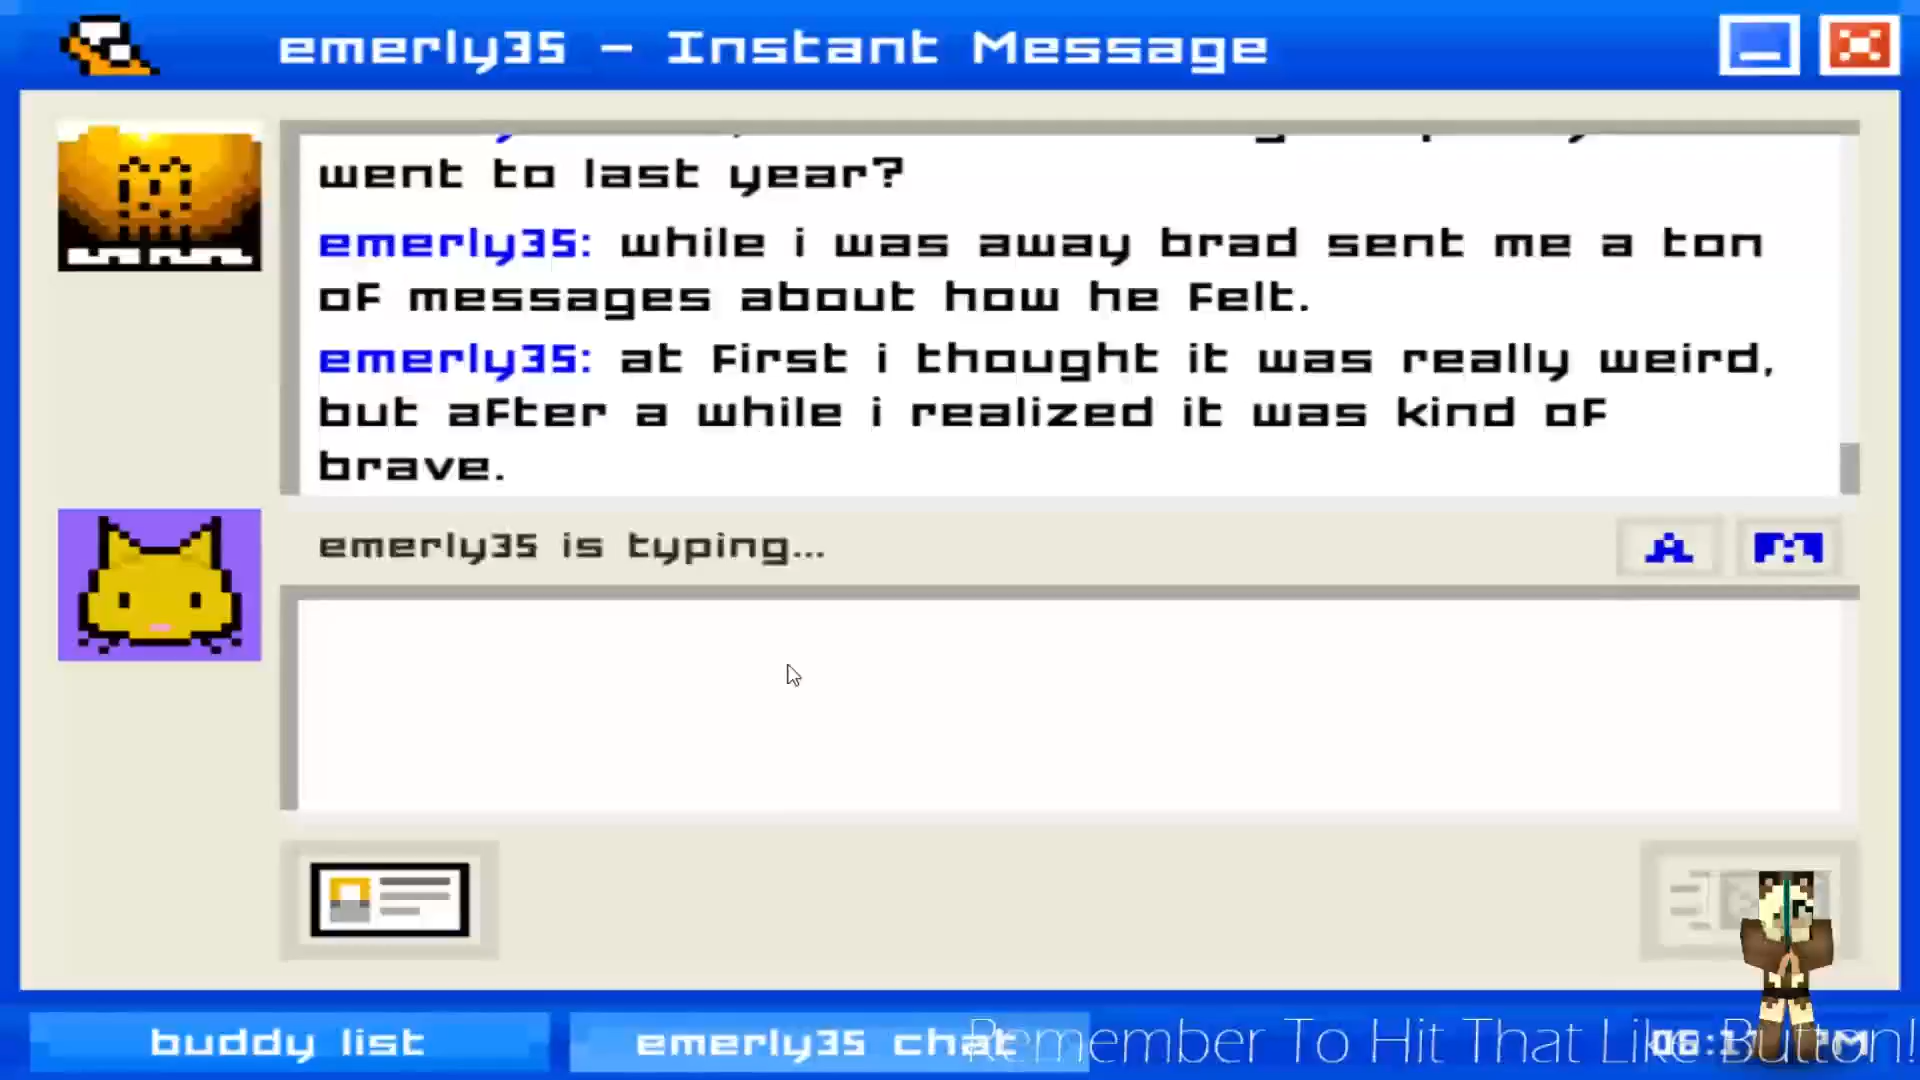 emerly35 - Instant Message
went to last year?
emerly35: while i was away brad sent me a ton
of messages about how he felt.
emerly35: at first i thought it was really weird,
but after a while i realized it was kind of
brave.
emerly35 is typing...
A
buddy list
emerly35 chat
Remember To Hit That Like Button!